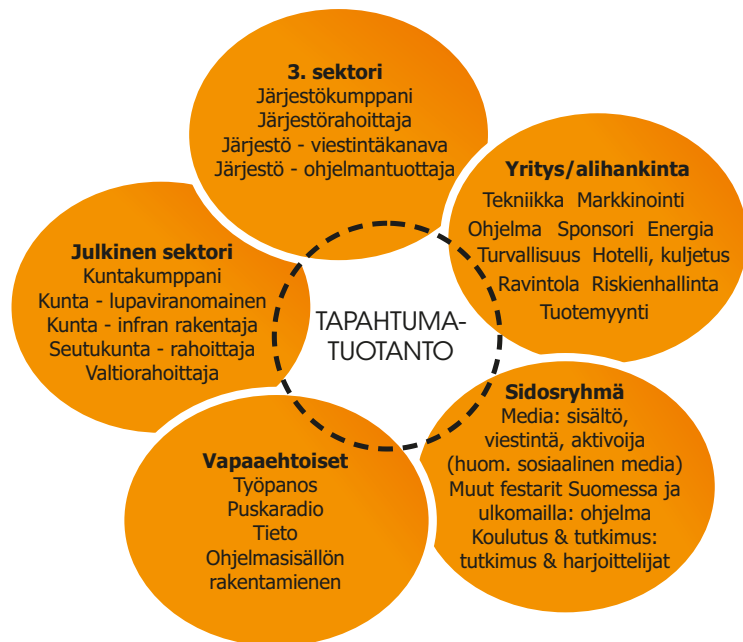 3. sektori
Järjestökumppani
Järjestörahoittaja
Järjestö - viestintäkanava
Järjestö - ohjelmantuottaja
Yritys/alihankinta
Tekniikka Markkinointi
Ohjelma Sponsori Energia
Turvallisuus Hotelli, kuljetus
Ravintola Riskienhallinta
Tuotemyynti
Julkinen sektori
Kuntakumppani
Kunta - lupaviranomainen
Kunta - infran rakentaja
Seutukunta - rahoittaja
Valtiorahoittaja
TAPAHTUMA-
TUOTANTO
Sidosryhmä
Media: sisältö,
viestintä, aktivoija
(huom. sosiaalinen media)
Muut festarit Suomessa ja
ulkomailla: ohjelma
Koulutus & tutkimus:
tutkimus & harjoittelijat
Vapaaehtoiset
Työpanos
Puskaradio
Tieto
Ohjelmasisällön
rakentamienen